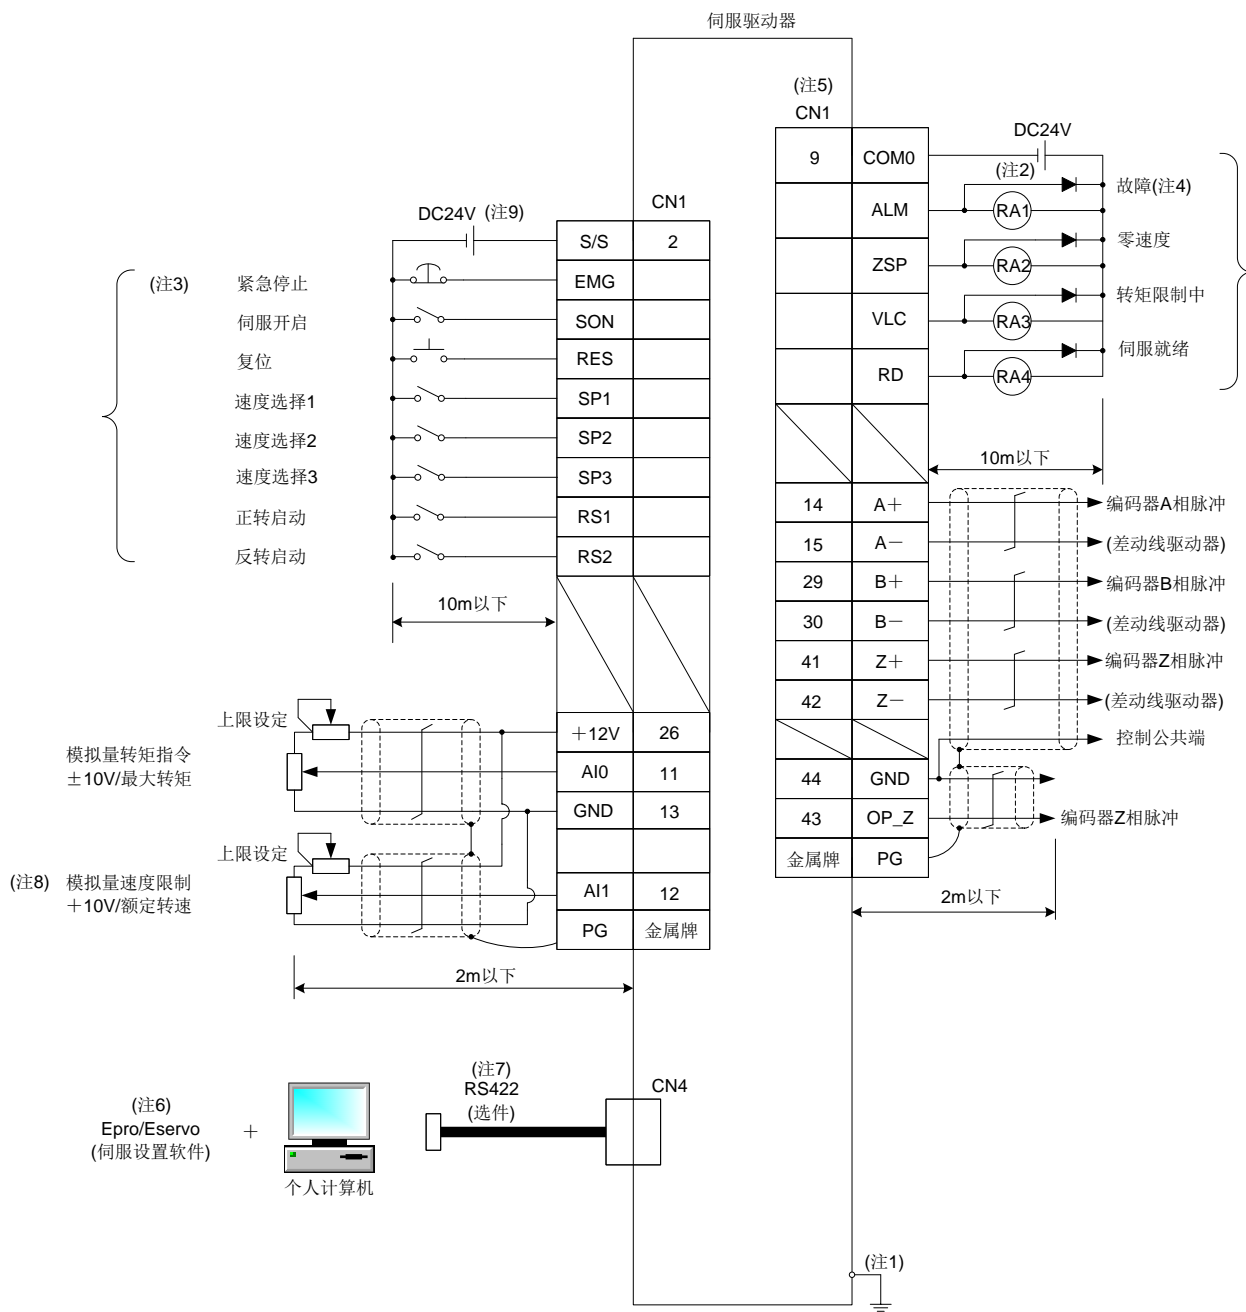 伺服驱动器
(注5)
CN1
DC24V
9 COM0
(注2)
故障(注4)
ALM RA1
零速度
ZSP RA2
转矩限制中
VLC RA3
伺服就绪
RD RA4
10m以下
14 A+ 编码器A相脉冲
15 A- (差动线驱动器)
29 B+ 编码器B相脉冲
30 B- (差动线驱动器)
41 Z+ 编码器Z相脉冲
42 Z- (差动线驱动器)
控制公共端
44 GND
43 OP_Z 编码器Z相脉冲
金属牌 PG
2m以下
CN1
DC24V (注9)
S/S 2
(注3) 紧急停止 EMG
伺服开启 SON
复位 RES
速度选择1 SP1
速度选择2 SP2
速度选择3 SP3
正转启动 RS1
反转启动 RS2
10m以下
上限设定 +12V 26
模拟量转矩指令
±10V/最大转矩
AI0 11
GND 13
上限设定
(注8) 模拟量速度限制
+10V/额定转速
AI1 12
PG 金属牌
2m以下
(注7)
RS422
(选件)
CN4
(注6)
Epro/Eservo
(伺服设置软件)
+
个人计算机
(注1)